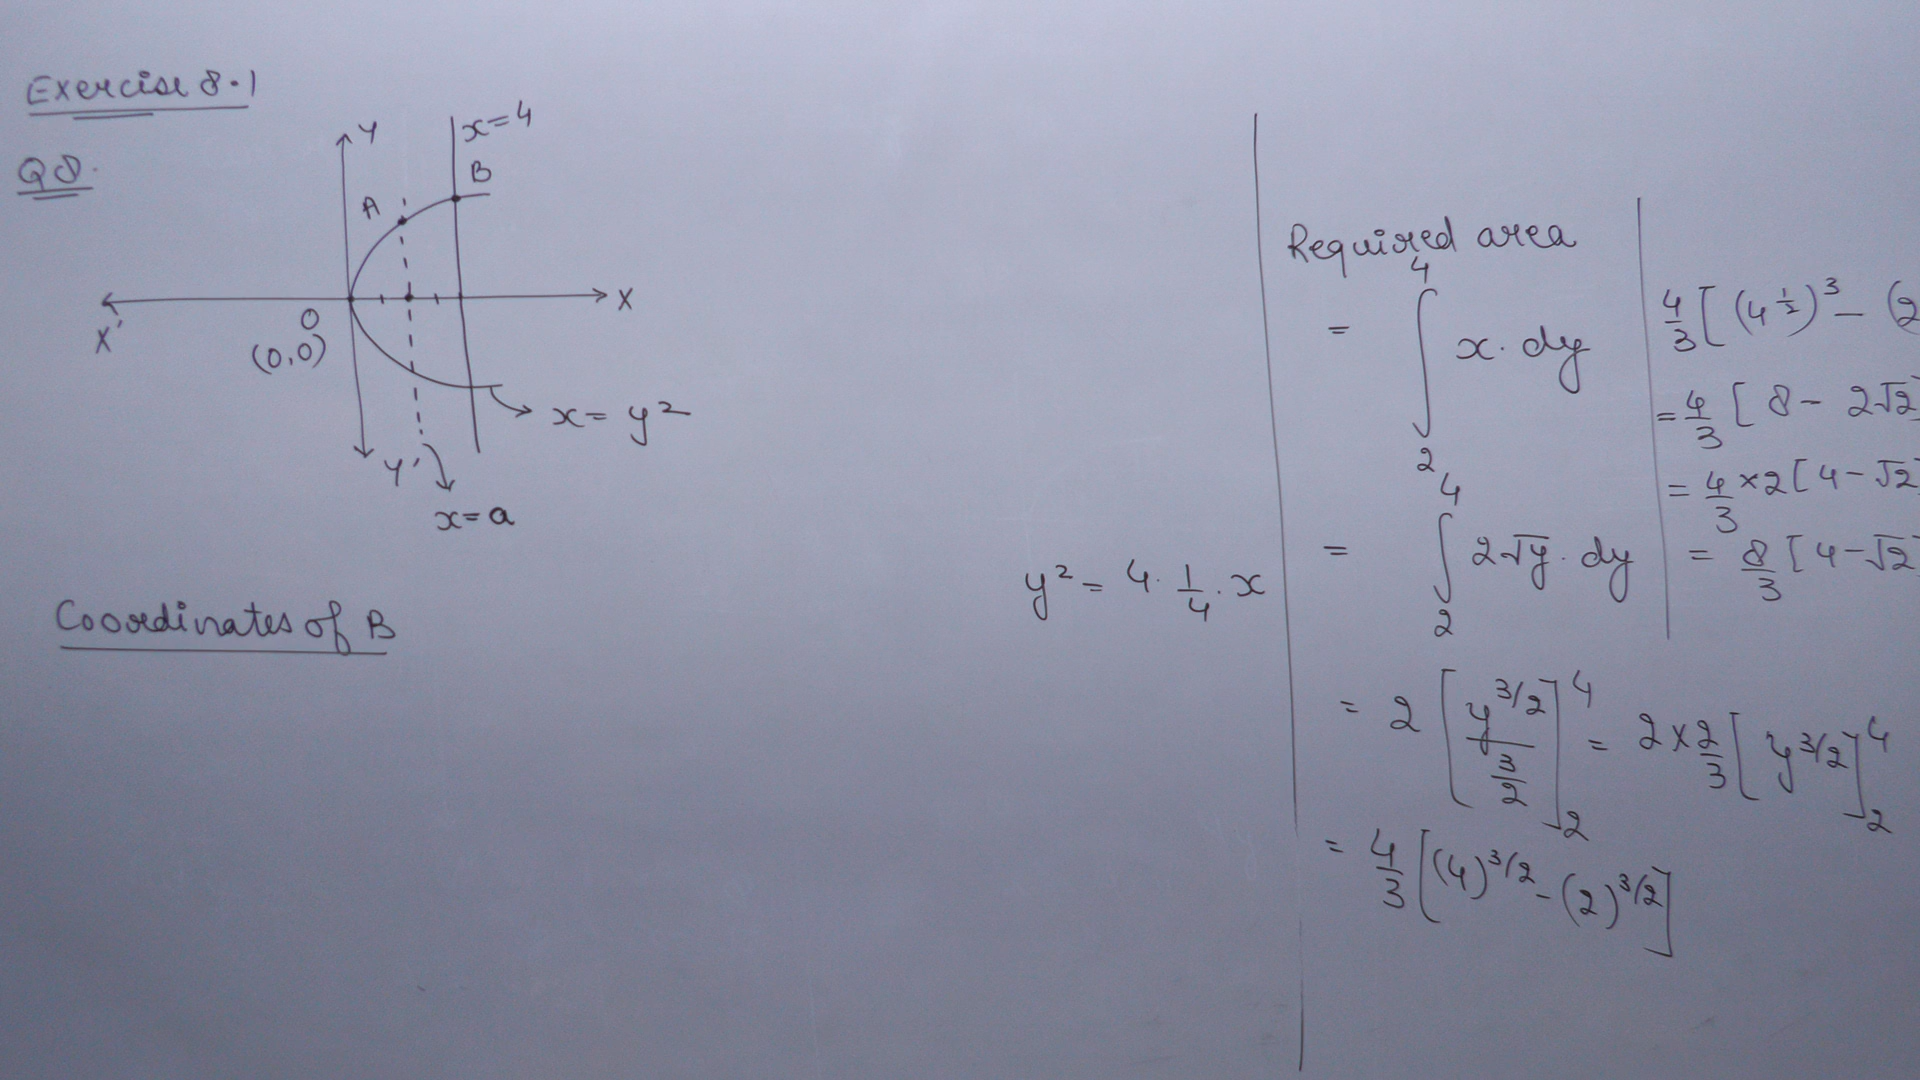 Exercise 8.1
Q8.
Y
x=4
B
A
X
X'
O
(0,0)
x = y²
Y'
x=a
Coordinates of B
y² = 4. 1/4 . x
Required area
= ∫₂⁴ x. dy
= ∫₂⁴ 2√y. dy
= 2 [y^3/2 / 3/2]₂⁴ = 2×2/3 [y^3/2]₂⁴
= 4/3 [(4)^3/2 - (2)^3/2]
4/3 [(4^1/2)³ - (2
= 4/3 [8 - 2√2]
= 4/3 ×2 [4-√2]
= 8/3 [4-√2]